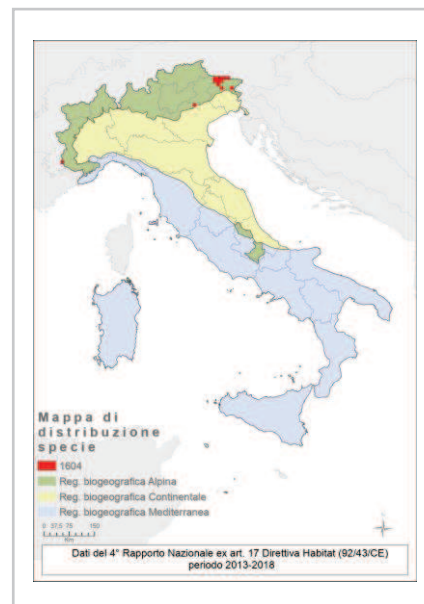 Mappa di
distribuzione
specie
1604
Reg. biogeografica Alpina
Reg. biogeografica Continentale
Reg. biogeografica Mediterranea
0 37,5 75 150
Km
Dati del 4° Rapporto Nazionale ex art. 17 Direttiva Habitat (92/43/CE)
periodo 2013-2018